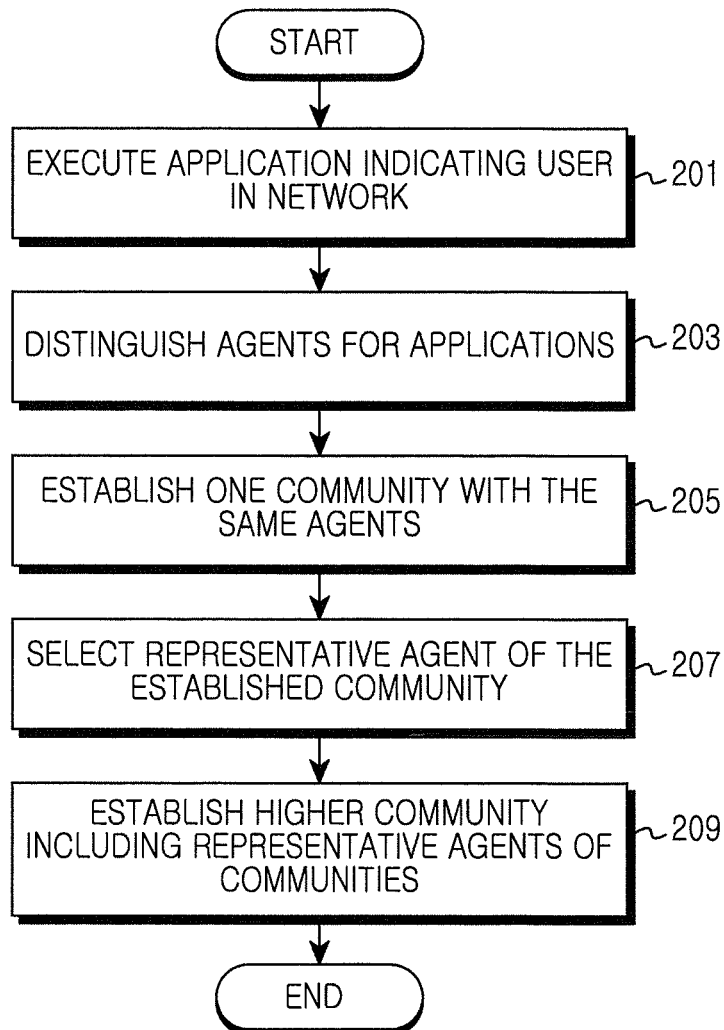 START
EXECUTE APPLICATION INDICATING USER
IN NETWORK
201
DISTINGUISH AGENTS FOR APPLICATIONS
203
ESTABLISH ONE COMMUNITY WITH THE
SAME AGENTS
205
SELECT REPRESENTATIVE AGENT OF THE
ESTABLISHED COMMUNITY
207
ESTABLISH HIGHER COMMUNITY
INCLUDING REPRESENTATIVE AGENTS OF
COMMUNITIES
209
END